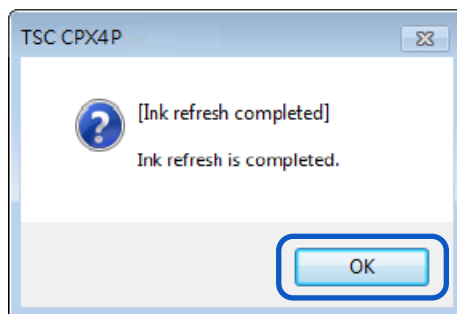 TSC CPX4P
[Ink refresh completed]
Ink refresh is completed.
OK